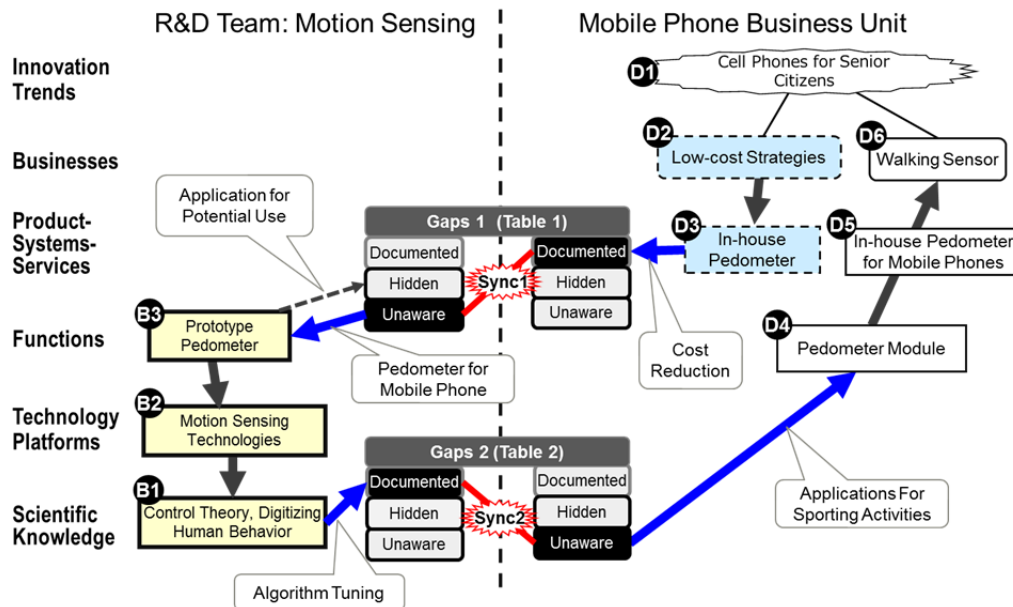 R&D Team: Motion Sensing
Mobile Phone Business Unit
Innovation
Trends
D1
Cell Phones for Senior
Citizens
Businesses
D2
Low-cost Strategies
D6
Walking Sensor
Application for
Potential Use
Product-
Systems-
Services
Gaps 1 (Table 1)
Documented
Hidden
Unaware
Sync1
Documented
Hidden
Unaware
D3
In-house
Pedometer
D5
In-house Pedometer
for Mobile Phones
Functions
B3
Prototype
Pedometer
Pedometer for
Mobile Phone
Cost
Reduction
D4
Pedometer Module
Technology
Platforms
B2
Motion Sensing
Technologies
Gaps 2 (Table 2)
Documented
Hidden
Unaware
Sync2
Documented
Hidden
Unaware
Scientific
Knowledge
B1
Control Theory, Digitizing
Human Behavior
Applications For
Sporting Activities
Algorithm Tuning